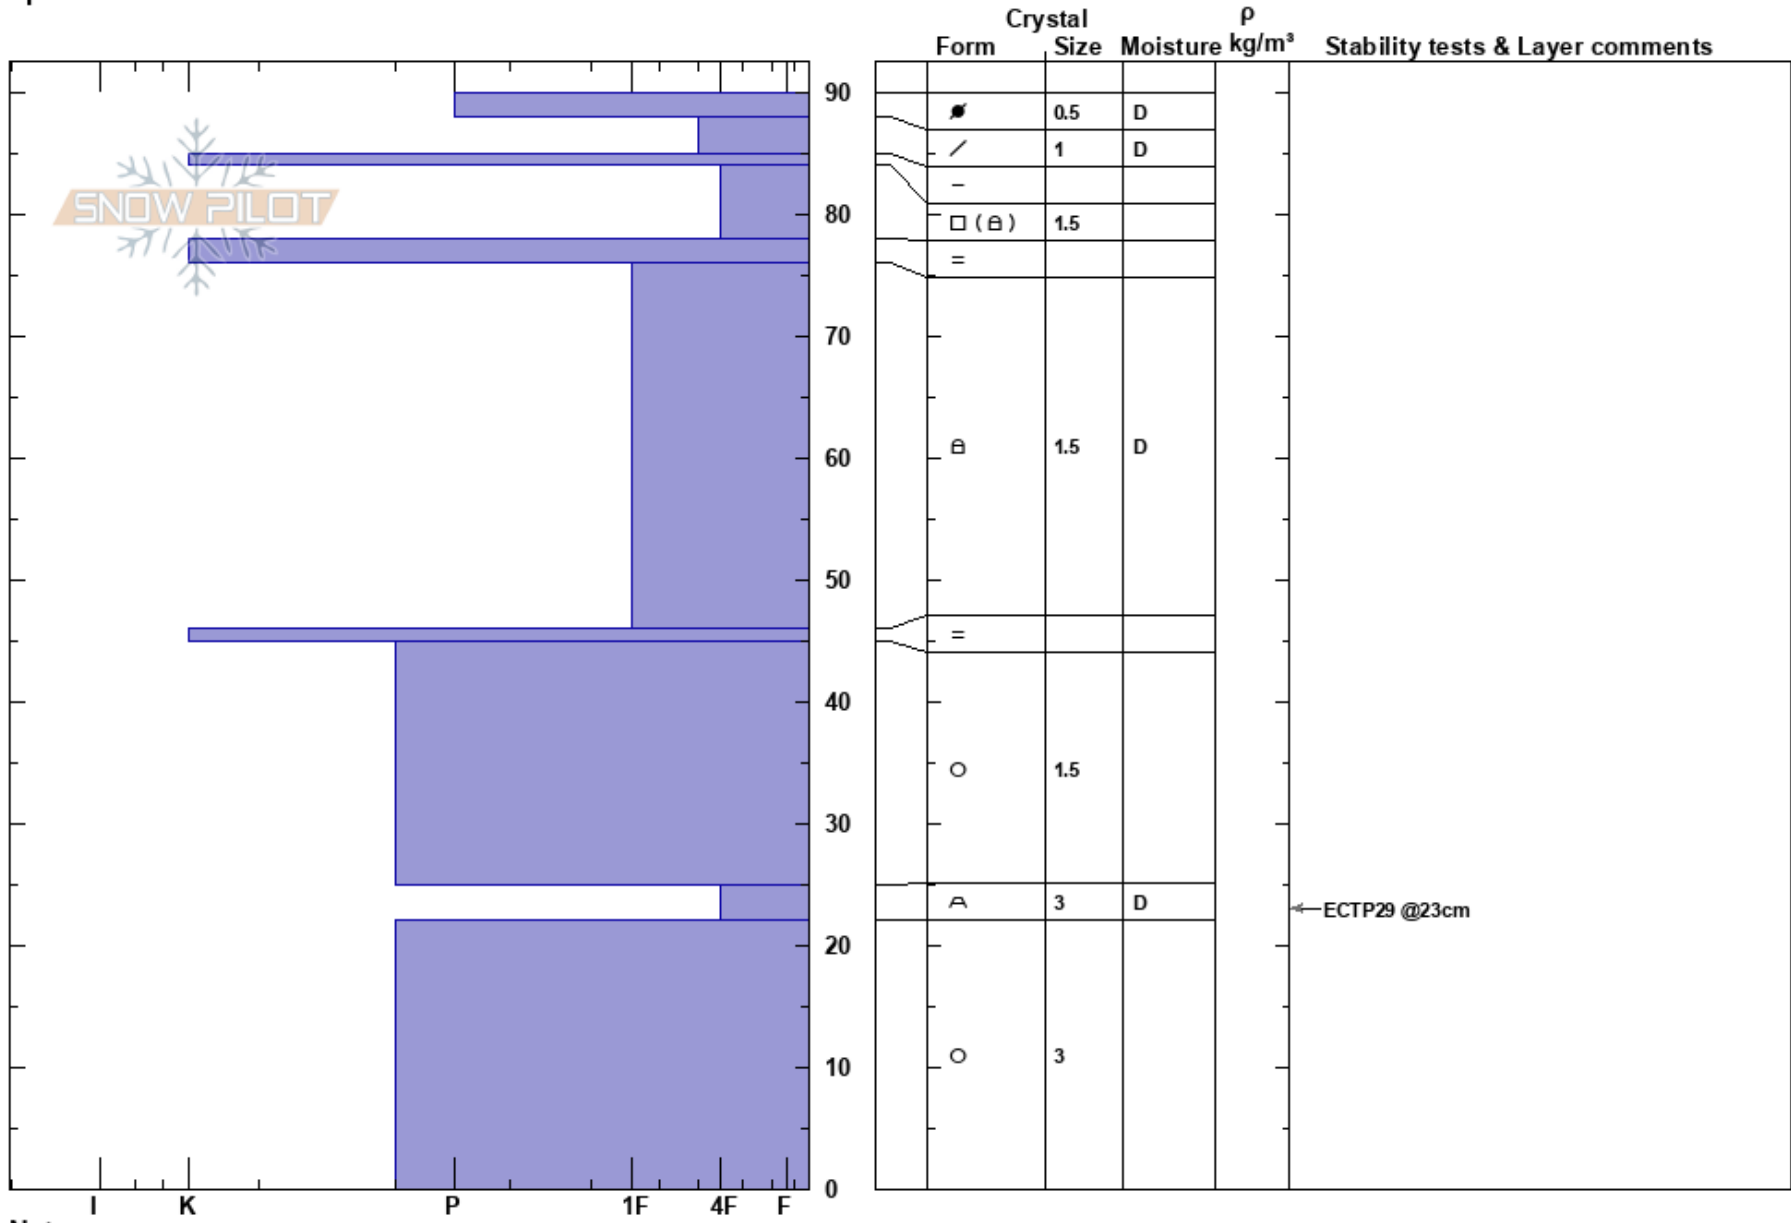 Crystal ρ
Form Size Moisture kg/m³ Stability tests & Layer comments
SNOW PILOT
90
80
70
60
50
40
30
20
10
0
0.5 D
/ 1 D
-
□ (	) 1.5
=
1.5 D
=
○ 1.5
3 D
ECTP29 @23cm
○ 3
I K P 1F 4F F